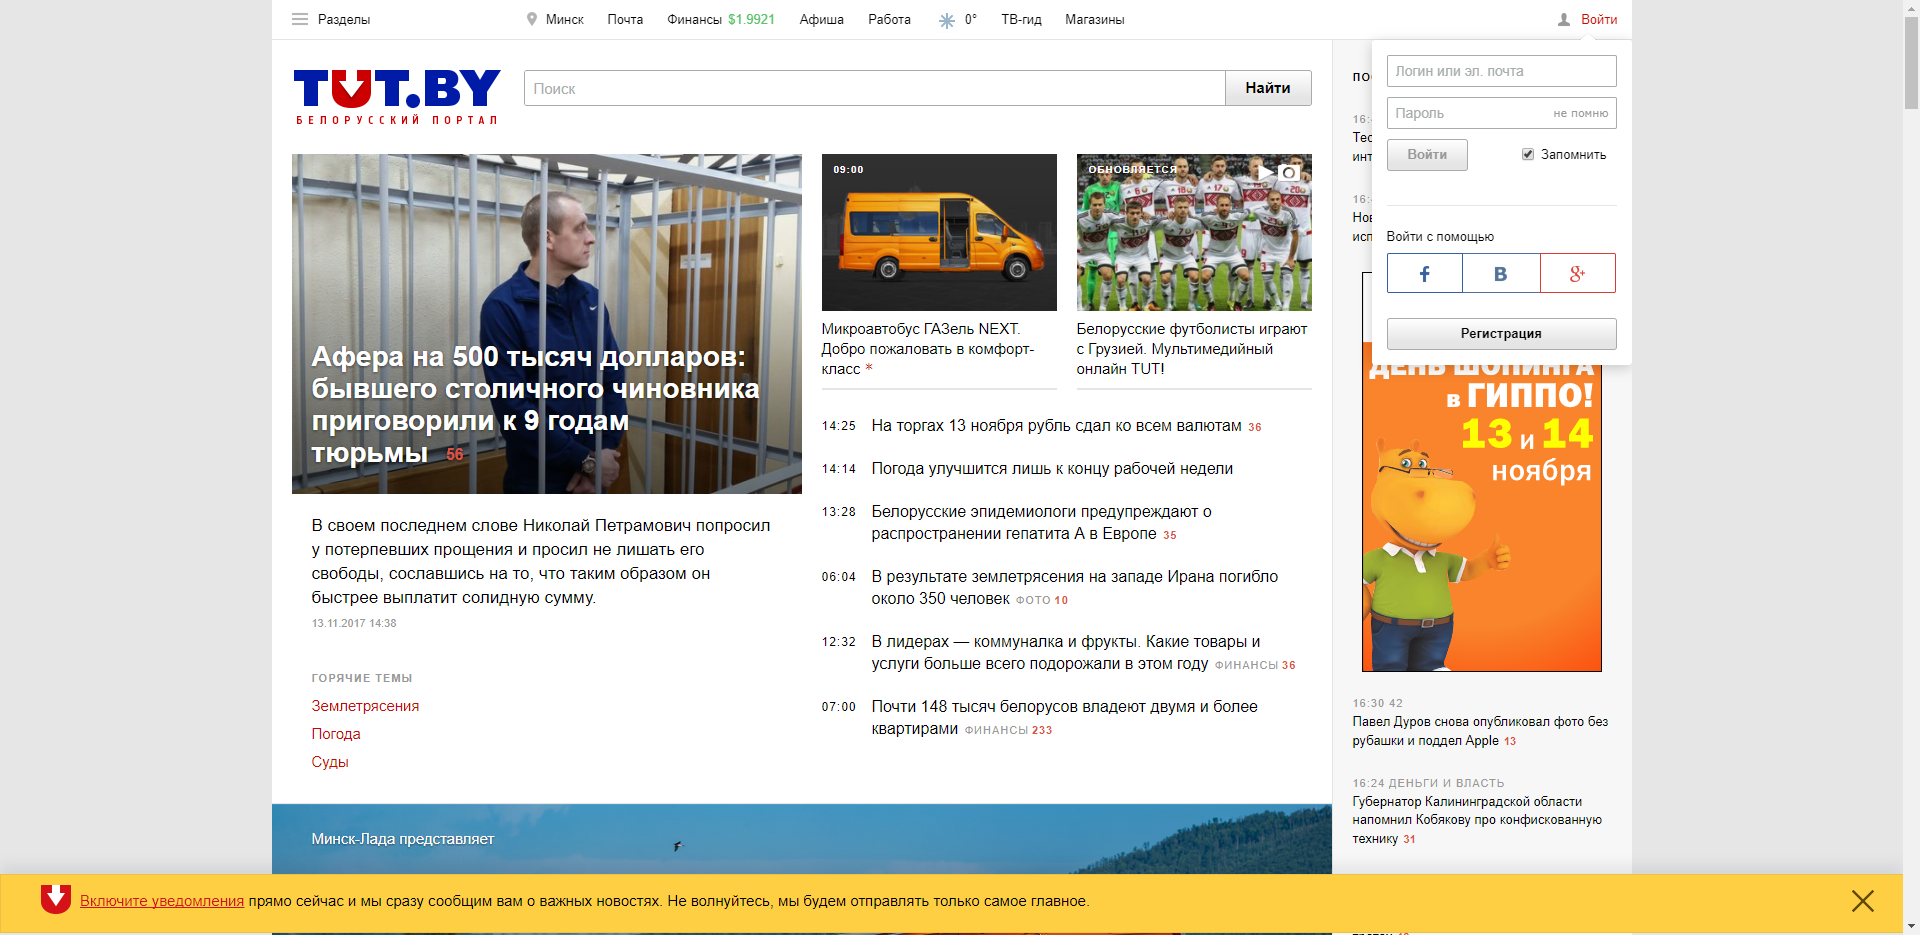 Разделы
Минск
Почта
Финансы $1.9921
Афиша
Работа
0°
ТВ-гид
Магазины
Войти
TUT.BY
БЕЛОРУССКИЙ ПОРТАЛ
Поиск
Найти
Логин или эл. почта
Пароль
не помню
Войти
Запомнить
Войти с помощью
Регистрация
Афера на 500 тысяч долларов:
бывшего столичного чиновника
приговорили к 9 годам
тюрьмы 56
В своем последнем слове Николай Петрамович попросил
у потерпевших прощения и просил не лишать его
свободы, сославшись на то, что таким образом он
быстрее выплатит солидную сумму.
13.11.2017 14:38
ГОРЯЧИЕ ТЕМЫ
Землетрясения
Погода
Суды
09:00
Микроавтобус ГАЗель NEXT.
Добро пожаловать в комфорт-
класс *
ОБНОВЛЯЕТСЯ
Белорусские футболисты играют
с Грузией. Мультимедийный
онлайн TUT!
14:25 На торгах 13 ноября рубль сдал ко всем валютам 36
14:14 Погода улучшится лишь к концу рабочей недели
13:28 Белорусские эпидемиологи предупреждают о
распространении гепатита А в Европе 35
06:04 В результате землетрясения на западе Ирана погибло
около 350 человек ФОТО 10
12:32 В лидерах — коммуналка и фрукты. Какие товары и
услуги больше всего подорожали в этом году ФИНАНСЫ 36
07:00 Почти 148 тысяч белорусов владеют двумя и более
квартирами ФИНАНСЫ 233
ДЕНЬ ШОПИНГА
в ГИППО!
13 и 14
ноября
16:30 42
Павел Дуров снова опубликовал фото без
рубашки и поддел Apple 13
16:24 ДЕНЬГИ И ВЛАСТЬ
Губернатор Калининградской области
напомнил Кобякову про конфискованную
технику 31
Минск-Лада представляет
Включите уведомления прямо сейчас и мы сразу сообщим вам о важных новостях. Не волнуйтесь, мы будем отправлять только самое главное.